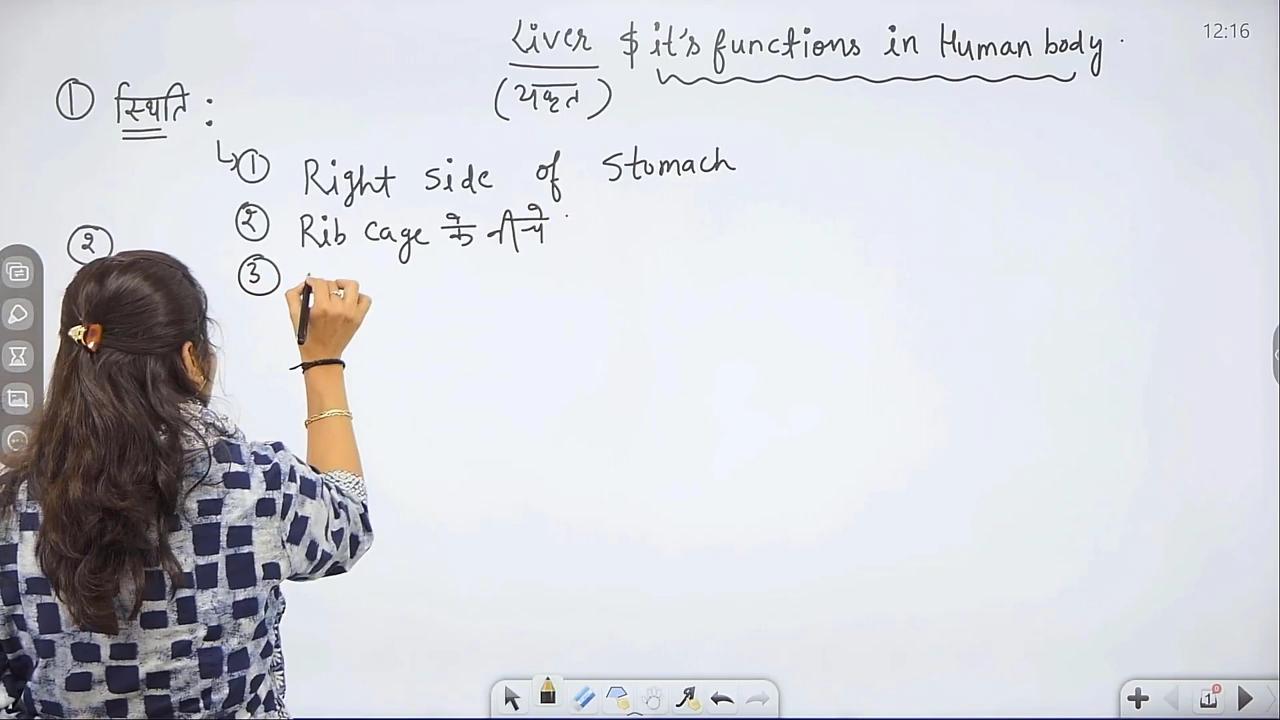 12:16
Liver & it's functions in Human body.
(यकृत)
① स्थिति :
↳ ① Right side of Stomach
② Rib cage के नीचे.
②
③
1